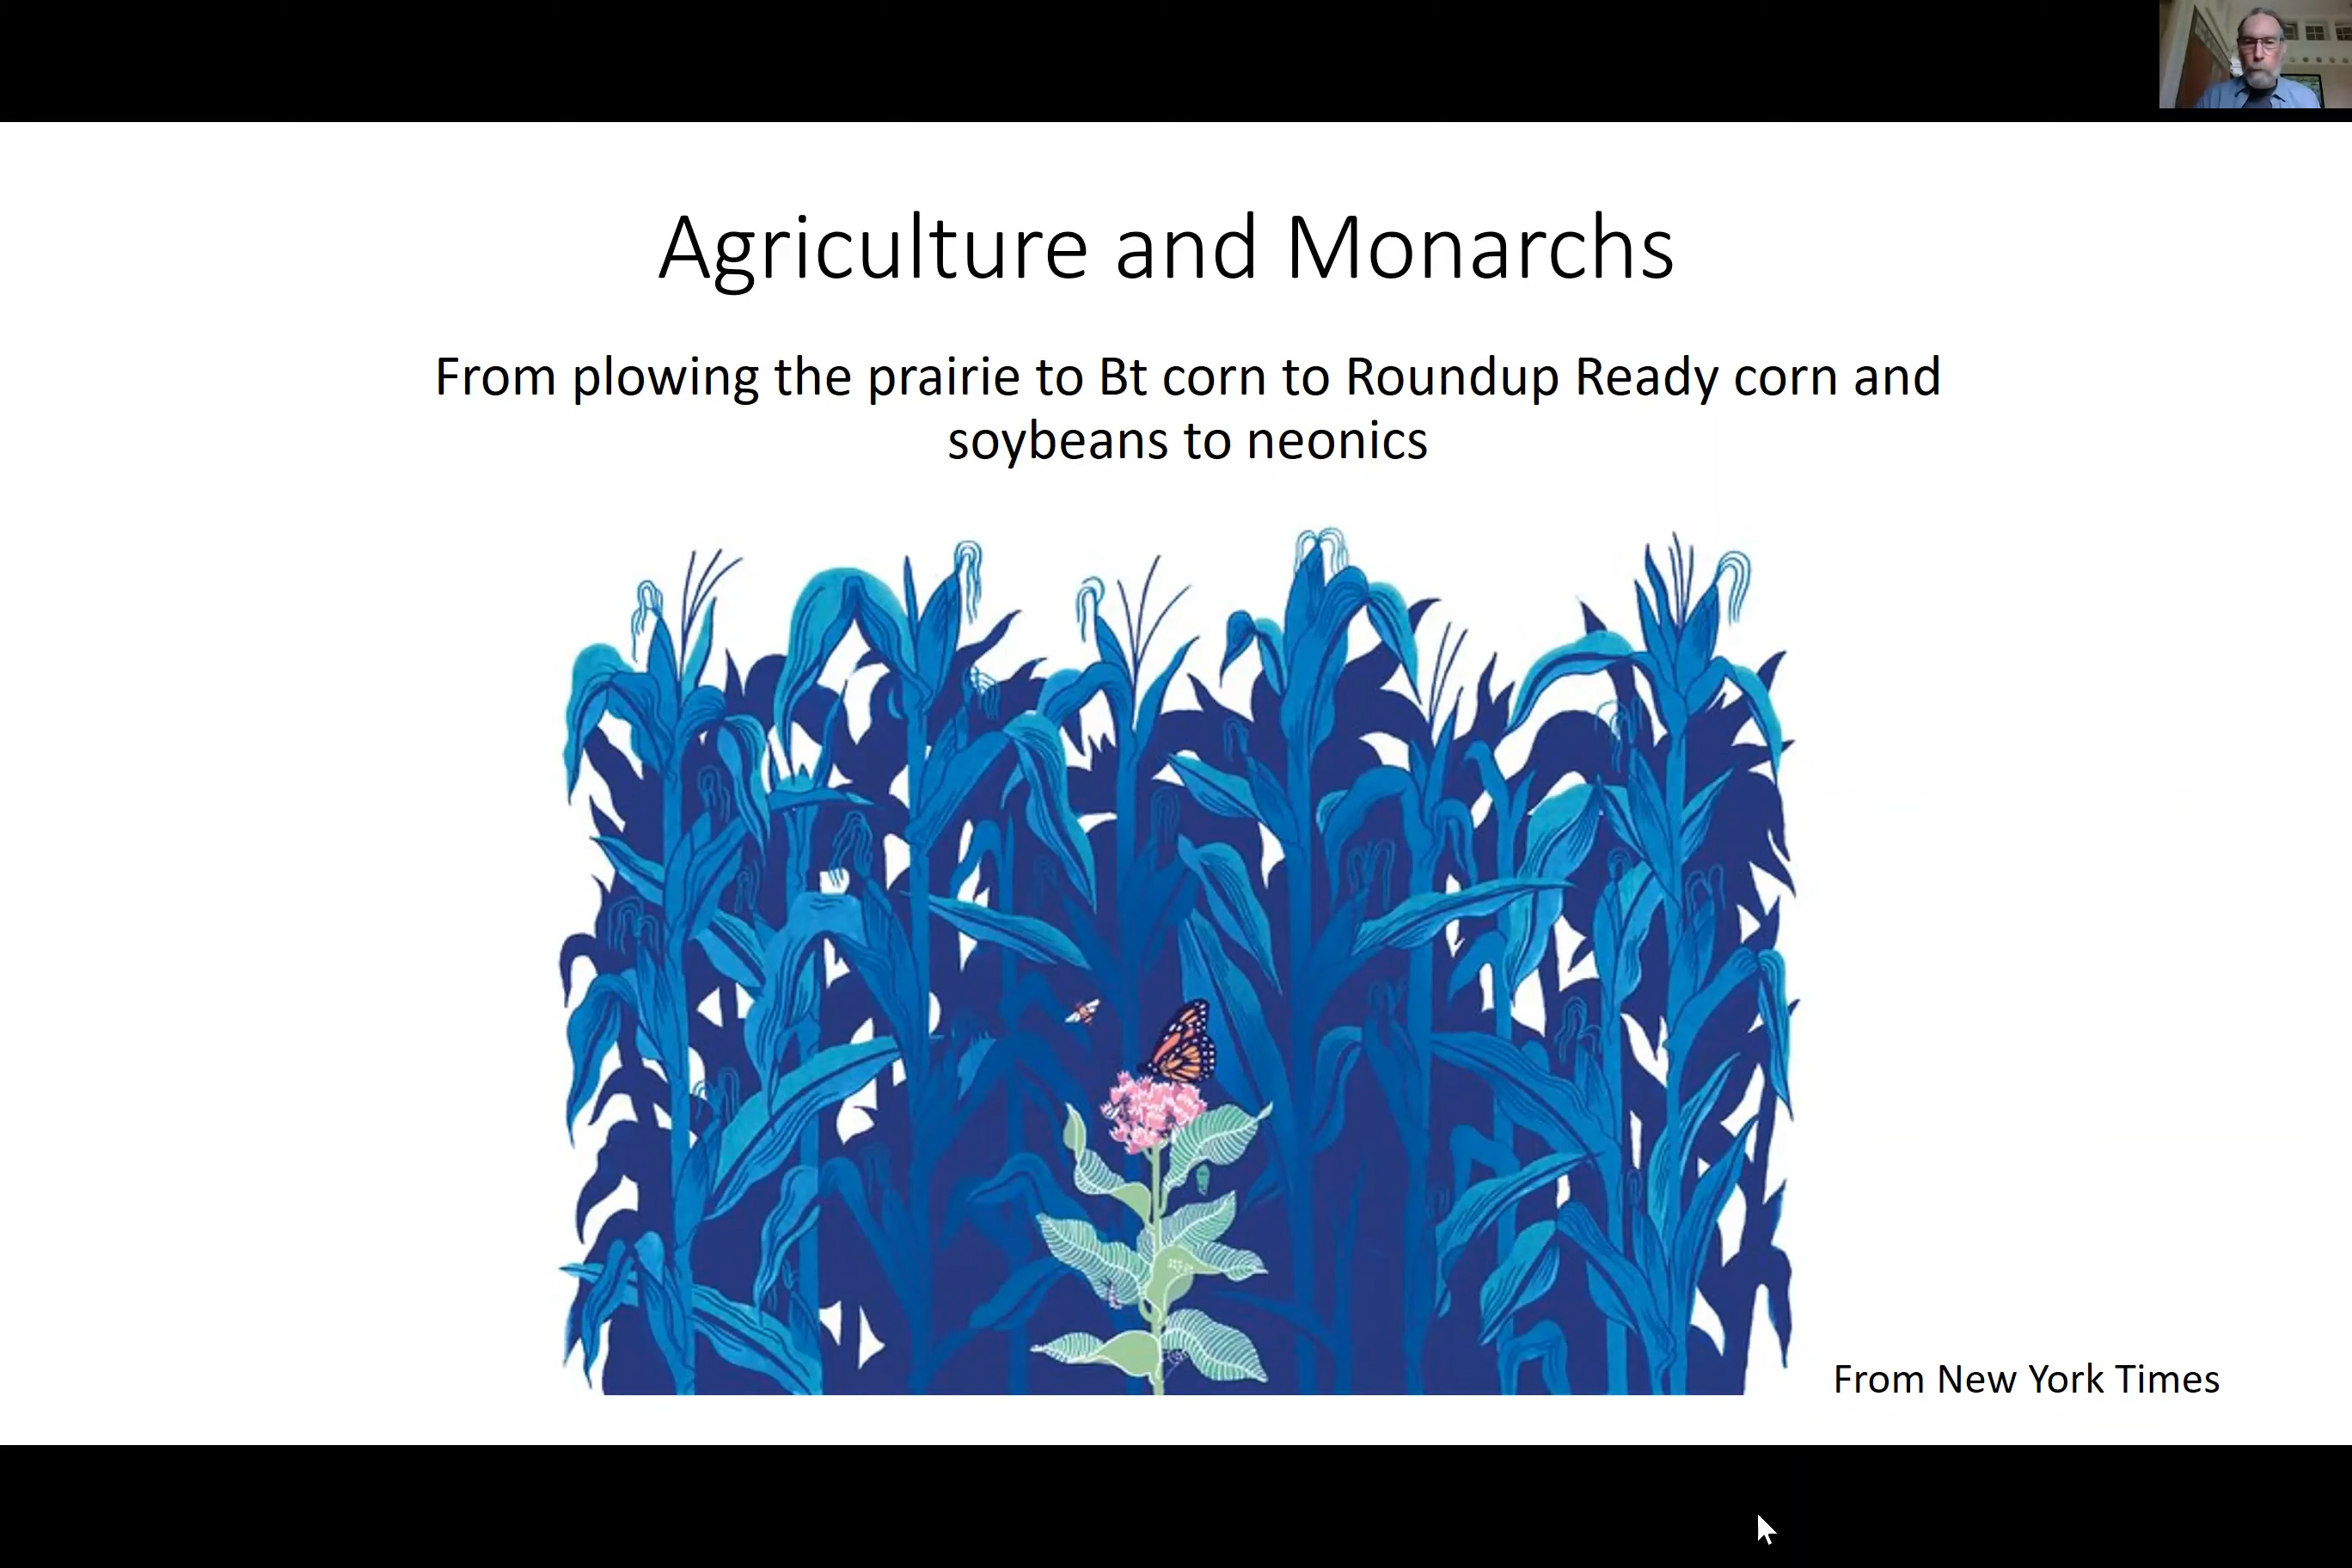 Agriculture and Monarchs
From plowing the prairie to Bt corn to Roundup Ready corn and
soybeans to neonics
From New York Times